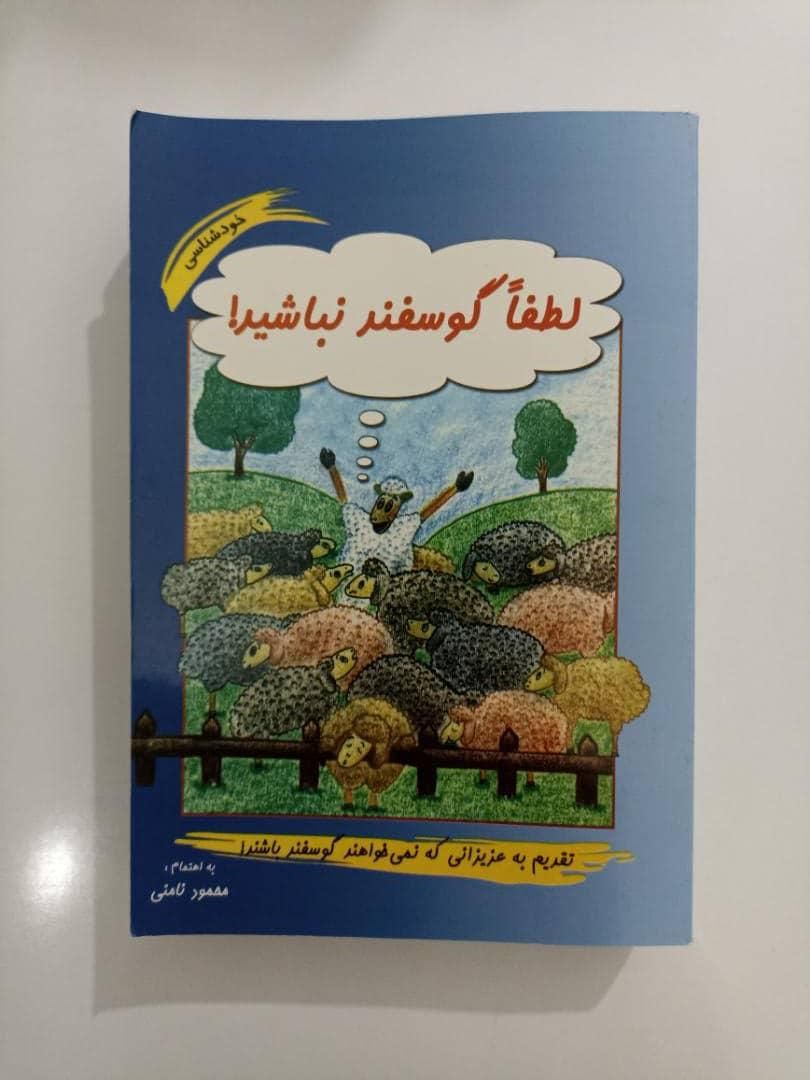 خودشناسی
لطفاً گوسفند نباشید!
تقدیم به عزیزانی که نمی‌خواهند گوسفند باشند!
به اهتمام :
محمود نامنی